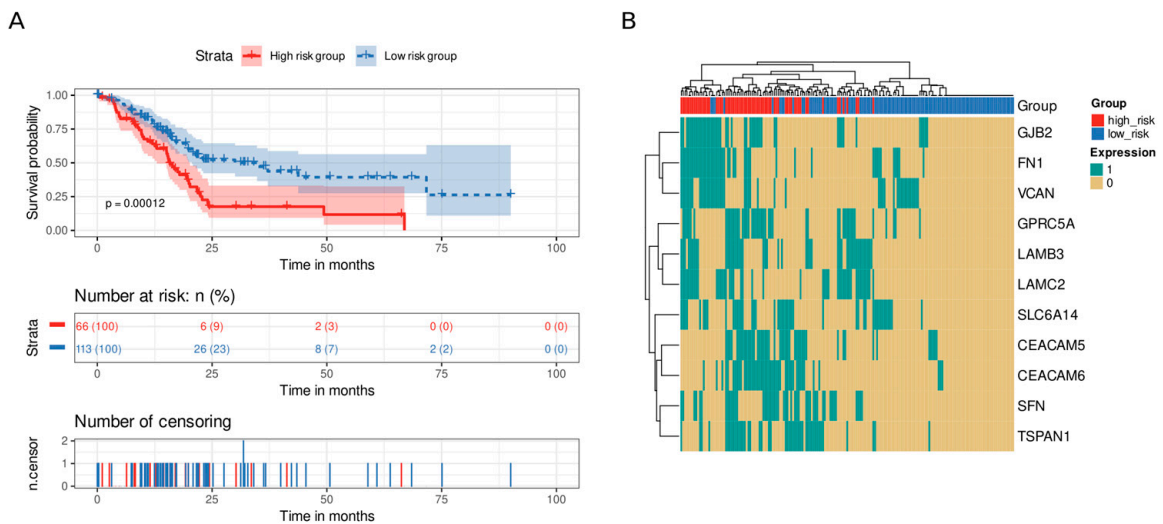 A
Strata High risk group Low risk group
Survival probability
1.00
0.75
0.50
0.25
0.00
p = 0.00012
0 25 50 75 100
Time in months
Number at risk: n (%)
Strata
66 (100) 6 (9) 2 (3) 0 (0) 0 (0)
113 (100) 26 (23) 8 (7) 2 (2) 0 (0)
0 25 50 75 100
Time in months
Number of censoring
n.censor
2
1
0
0 25 50 75 100
Time in months
B
Group
GJB2
FN1
VCAN
GPRC5A
LAMB3
LAMC2
SLC6A14
CEACAM5
CEACAM6
SFN
TSPAN1
Group
high_risk
low_risk
Expression
1
0